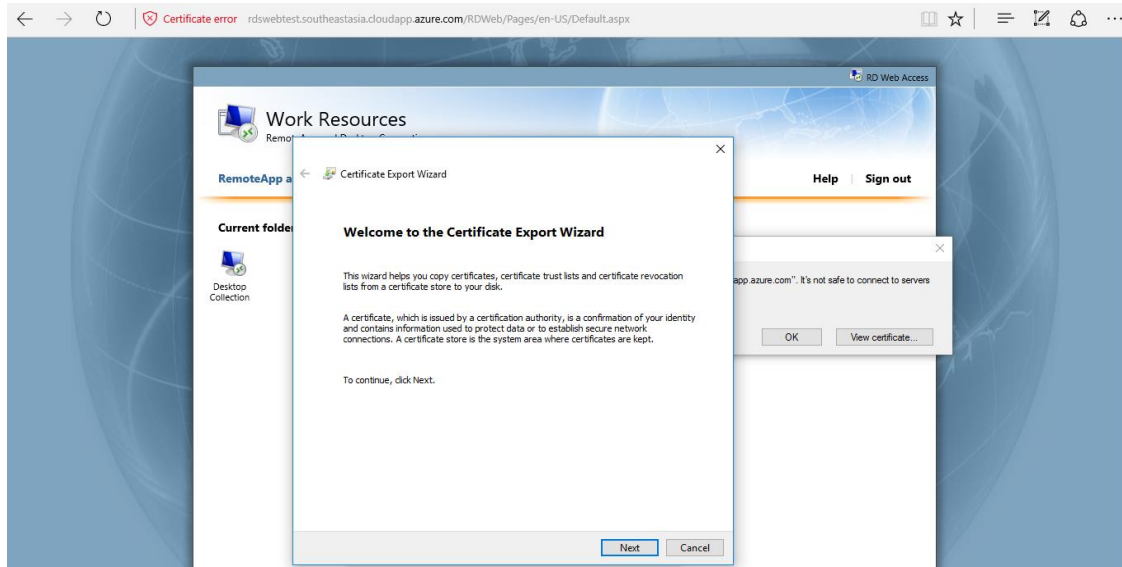 Certificate error rdswebtest.southeastasia.cloudapp.azure.com/RDWeb/Pages/en-US/Default.aspx
RD Web Access
Work Resources
RemoteApp a
Help | Sign out
Certificate Export Wizard
Current folde
Desktop
Collection
Welcome to the Certificate Export Wizard
This wizard helps you copy certificates, certificate trust lists and certificate revocation
lists from a certificate store to your disk.
A certificate, which is issued by a certification authority, is a confirmation of your identity
and contains information used to protect data or to establish secure network
connections. A certificate store is the system area where certificates are kept.
To continue, click Next.
Next Cancel
app.azure.com". It's not safe to connect to servers
OK View certificate...